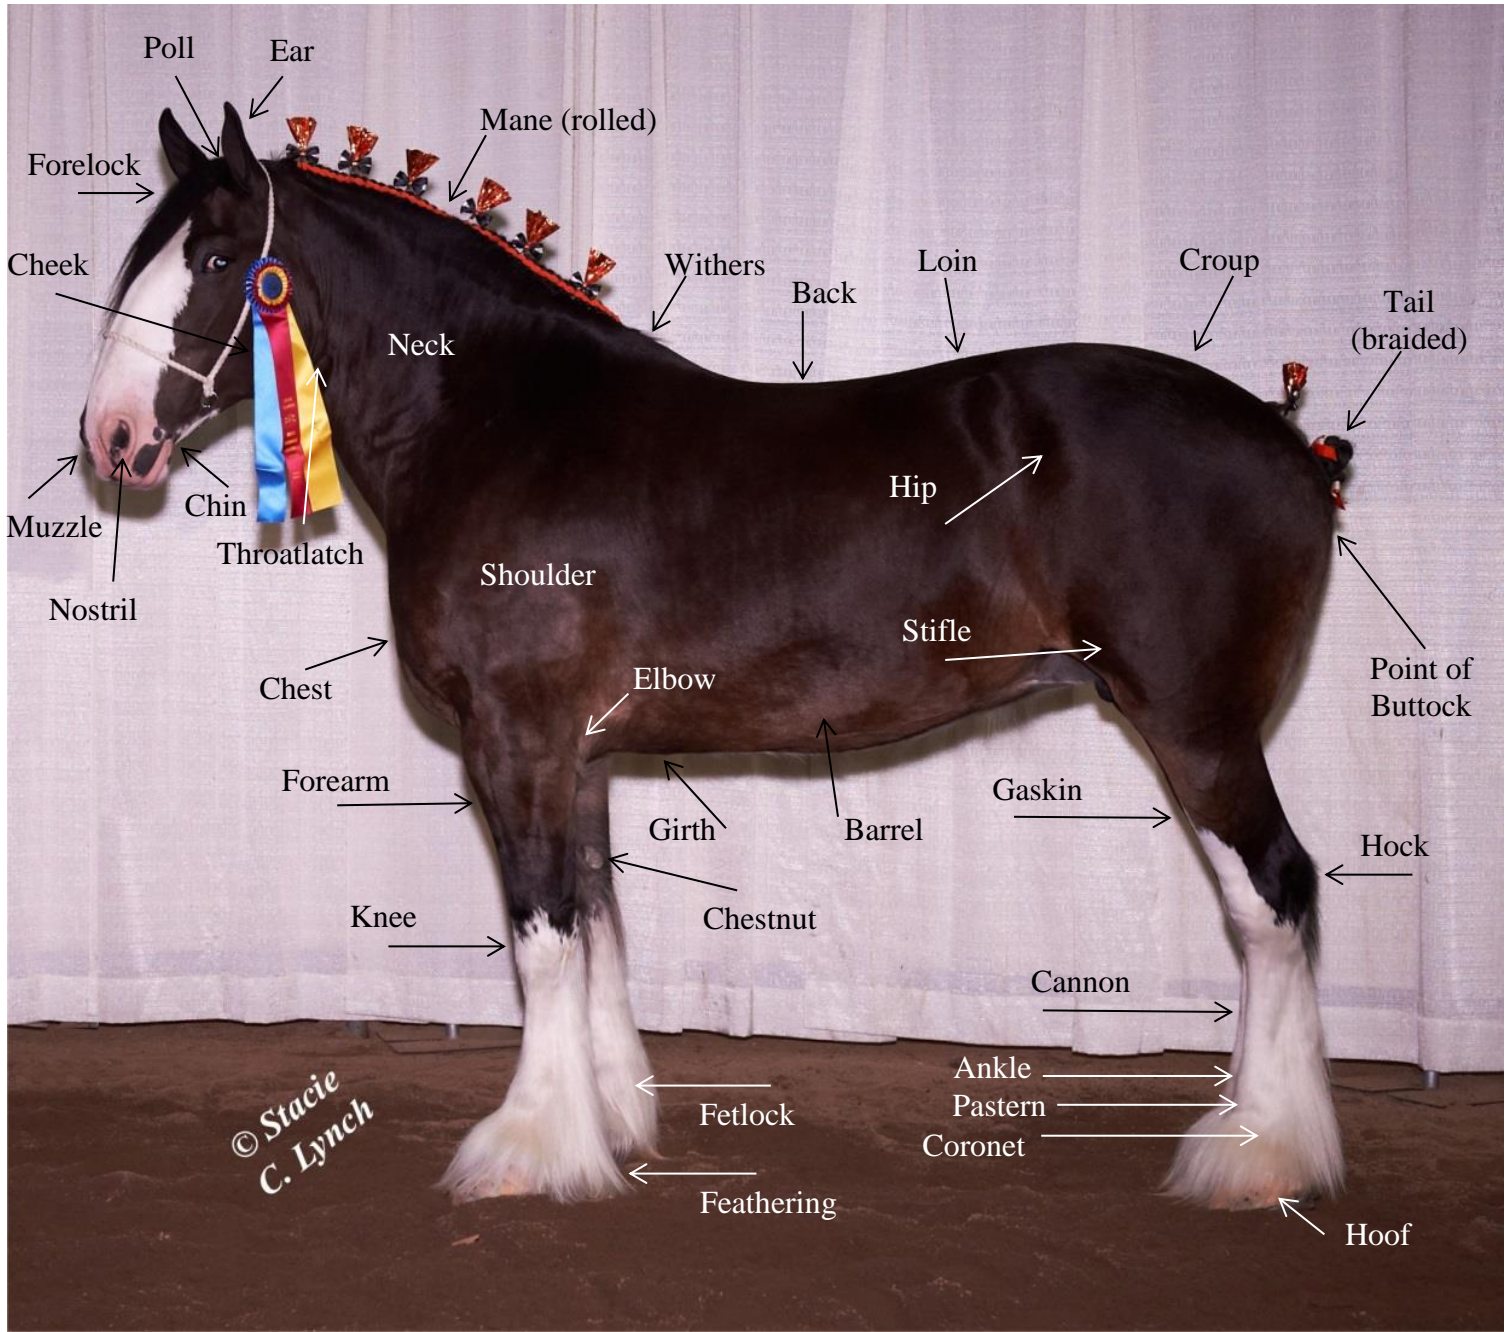 Poll
Ear
Mane (rolled)
Forelock
Cheek
Withers
Loin
Croup
Back
Tail
(braided)
Neck
Hip
Chin
Muzzle
Throatlatch
Shoulder
Nostril
Stifle
Chest
Elbow
Point of
Buttock
Forearm
Girth
Barrel
Gaskin
Hock
Knee
Chestnut
Cannon
Ankle
Pastern
Fetlock
Coronet
© Stacie
C. Lynch
Feathering
Hoof